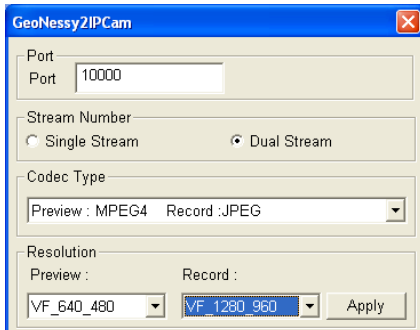 GeoNessy2IPCam
Port
Port 10000
Stream Number
Single Stream Dual Stream
Codec Type
Preview : MPEG4 Record :JPEG
Resolution
Preview : Record :
VF_640_480 VF_1280_960 Apply